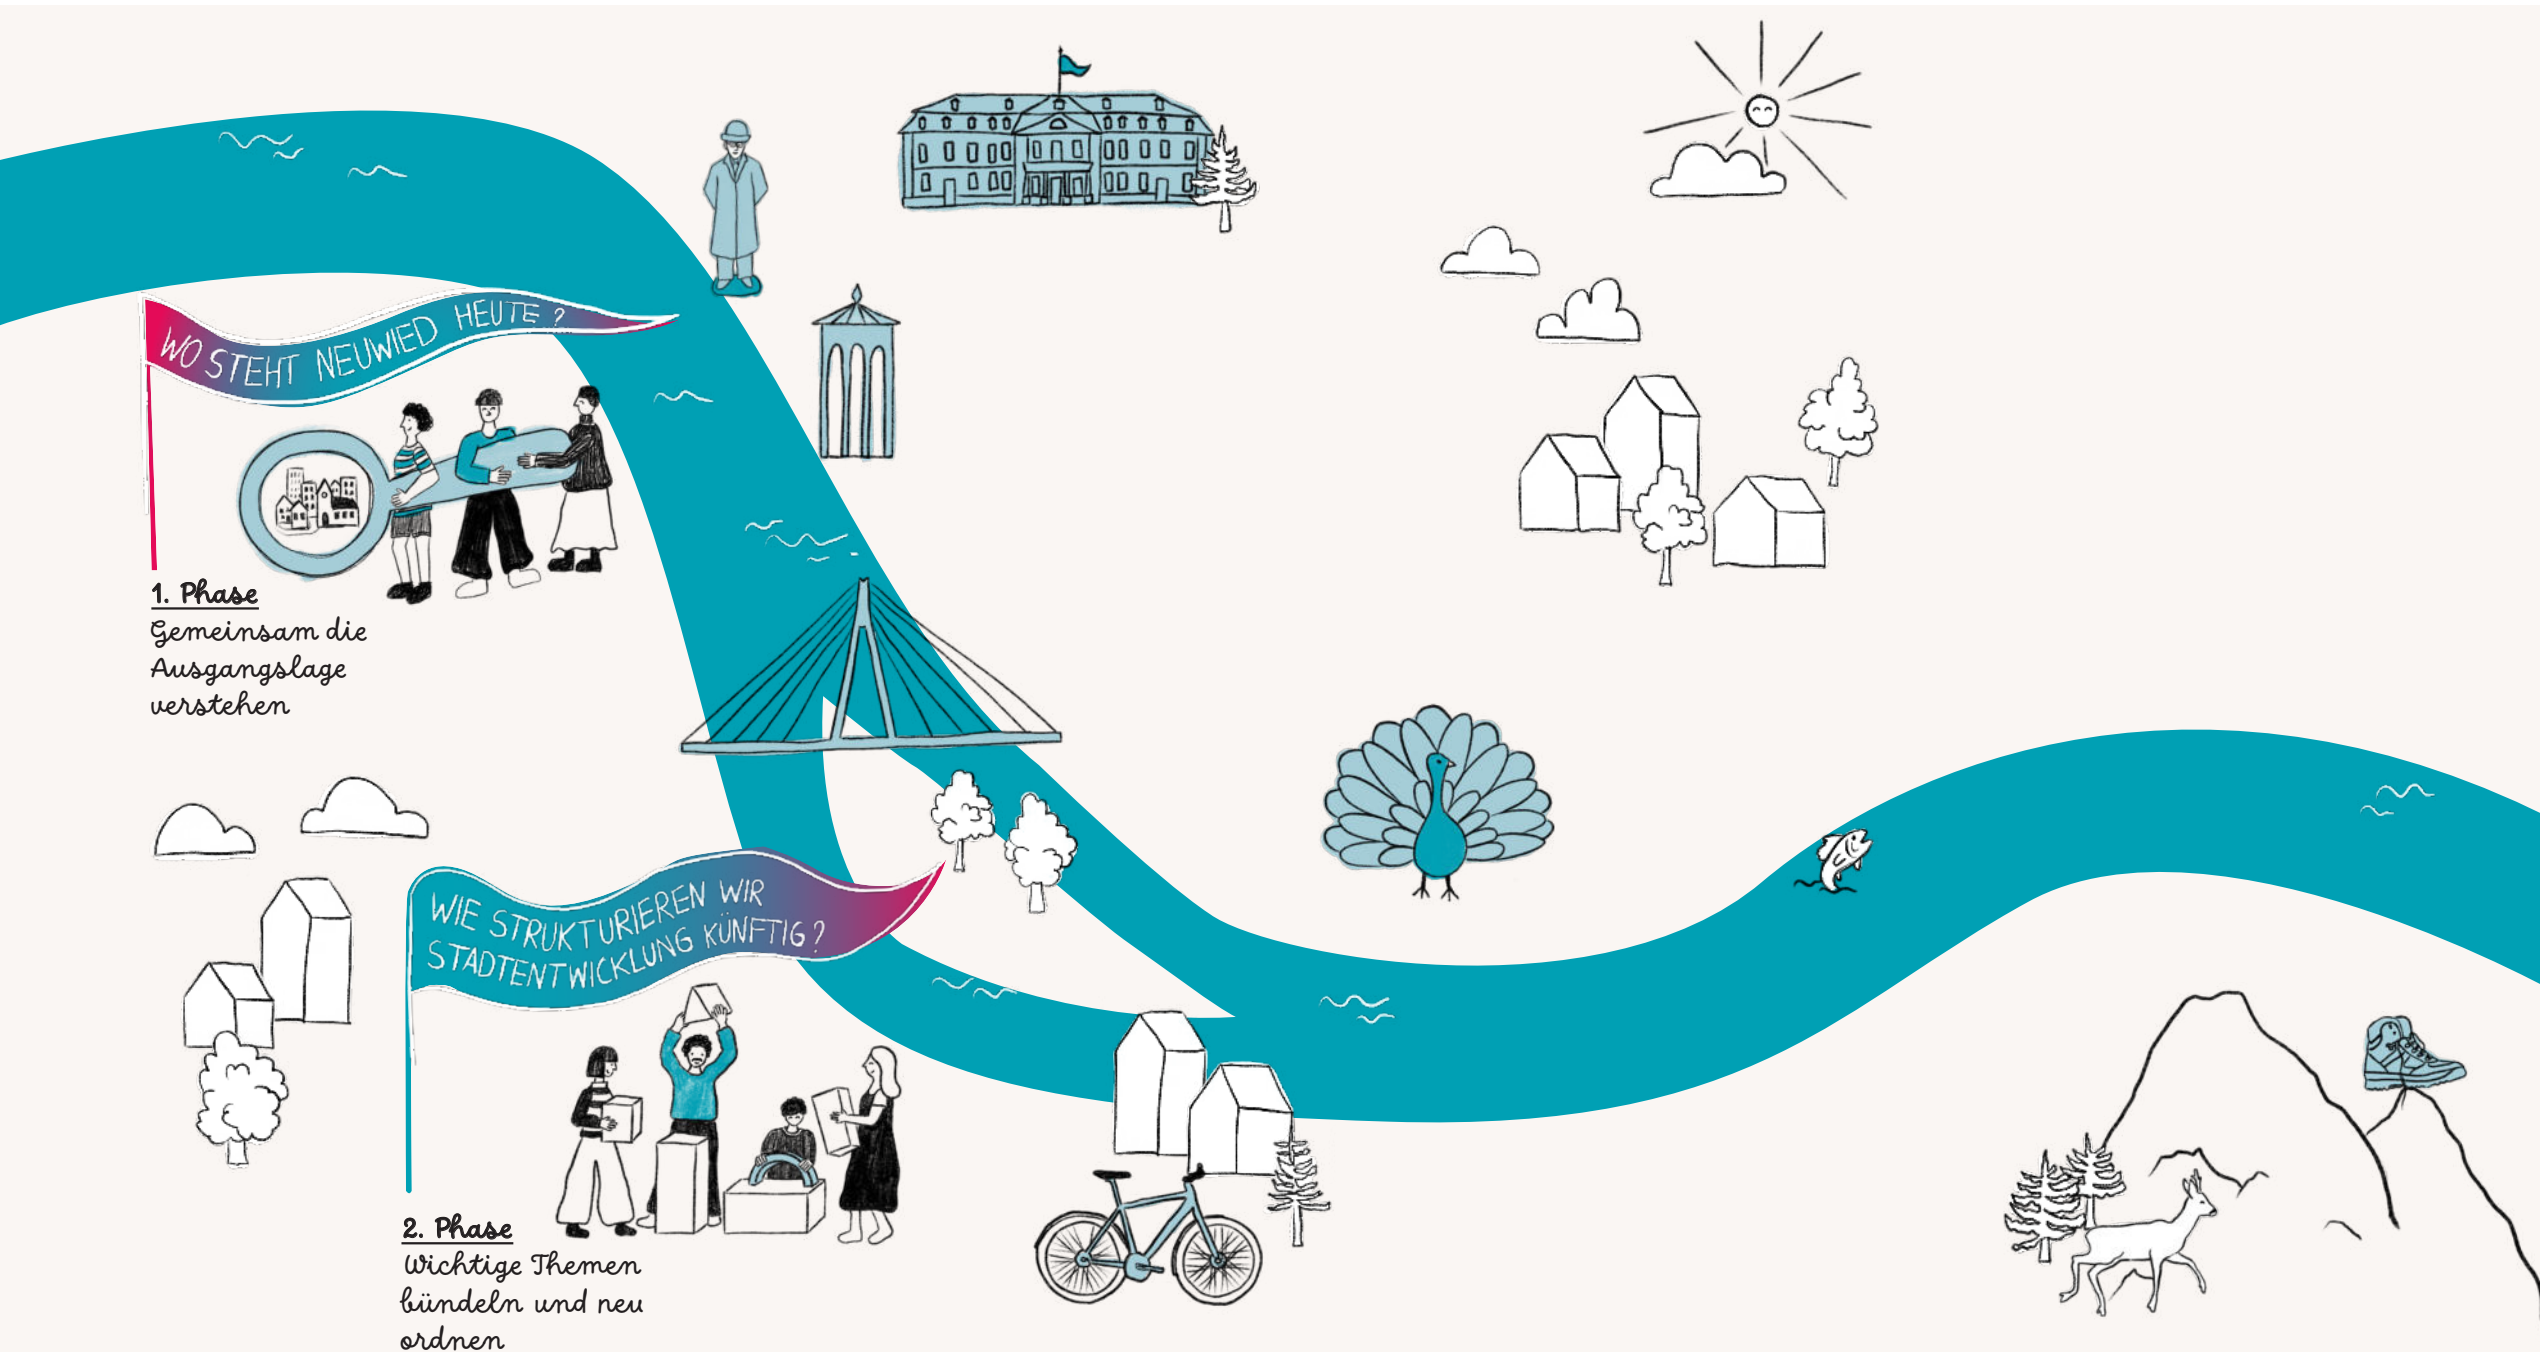 WO STEHT NEUWIED HEUTE?
1. Phase
Gemeinsam die
Ausgangslage
verstehen
WIE STRUKTURIEREN WIR
STADTENTWICKLUNG KÜNFTIG?
2. Phase
Wichtige Themen
bündeln und neu
ordnen